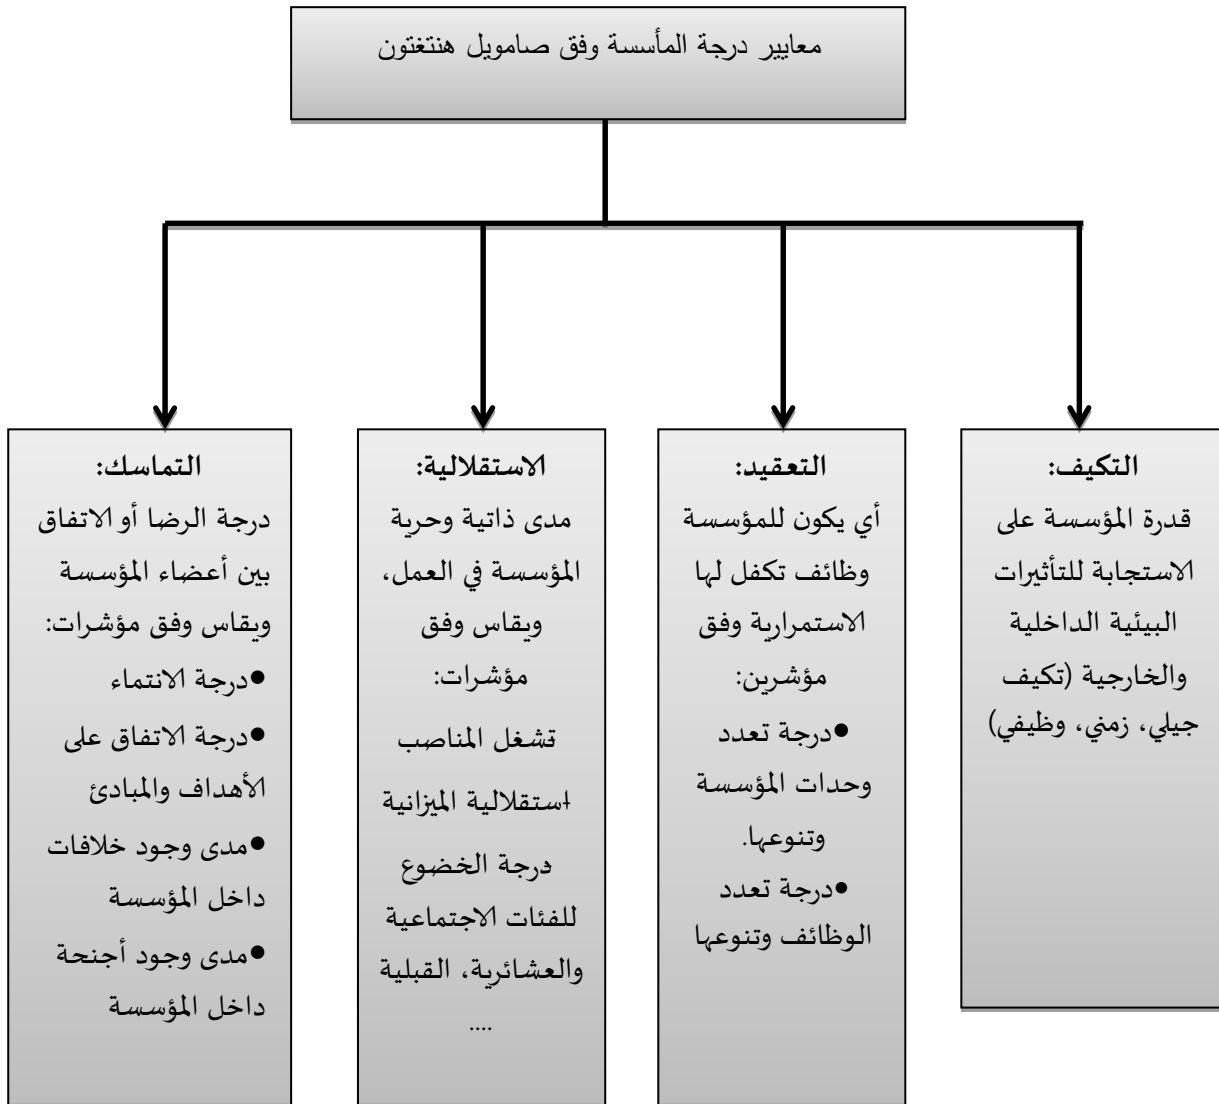 معايير درجة المأسسة وفق صامويل هنتغتون
التكيف:
قدرة المؤسسة على
الاستجابة للتأثيرات
البيئية الداخلية
والخارجية (تكيف
جيلي، زمني، وظيفي)
التعقيد:
أي يكون للمؤسسة
وظائف تكفل لها
الاستمرارية وفق
مؤشرين:
●درجة تعدد
وحدات المؤسسة
وتنوعها.
●درجة تعدد
الوظائف وتنوعها
الاستقلالية:
مدى ذاتية وحرية
المؤسسة في العمل،
ويقاس وفق
مؤشرات:
تشغل المناصب
استقلالية الميزانية
درجة الخضوع
للفئات الاجتماعية
والعشائرية، القبلية
....
التماسك:
درجة الرضا أو الاتفاق
بين أعضاء المؤسسة
ويقاس وفق مؤشرات:
●درجة الانتماء
●درجة الاتفاق على
الأهداف والمبادئ
●مدى وجود خلافات
داخل المؤسسة
●مدى وجود أجنحة
داخل المؤسسة